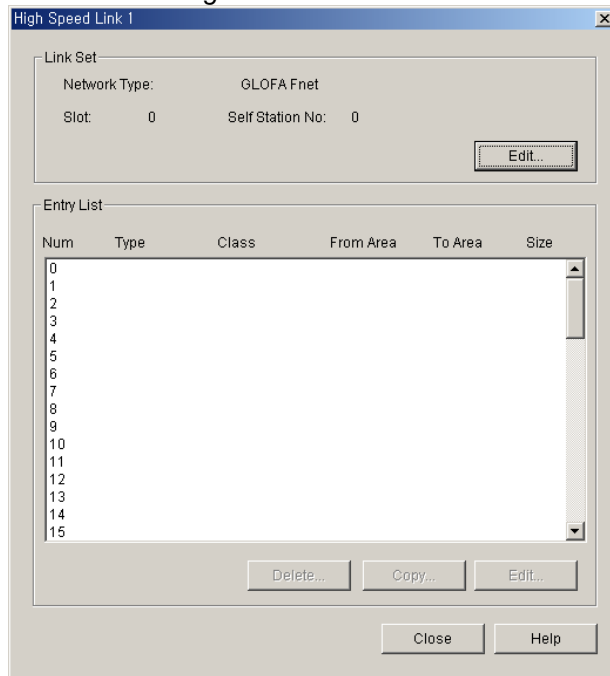 High Speed Link 1
Link Set
Network Type: GLOFA Fnet
Slot: 0 Self Station No: 0
Edit...
Entry List
Num Type Class From Area To Area Size
0
1
2
3
4
5
6
7
8
9
10
11
12
13
14
15
Delete... Copy... Edit...
Close Help